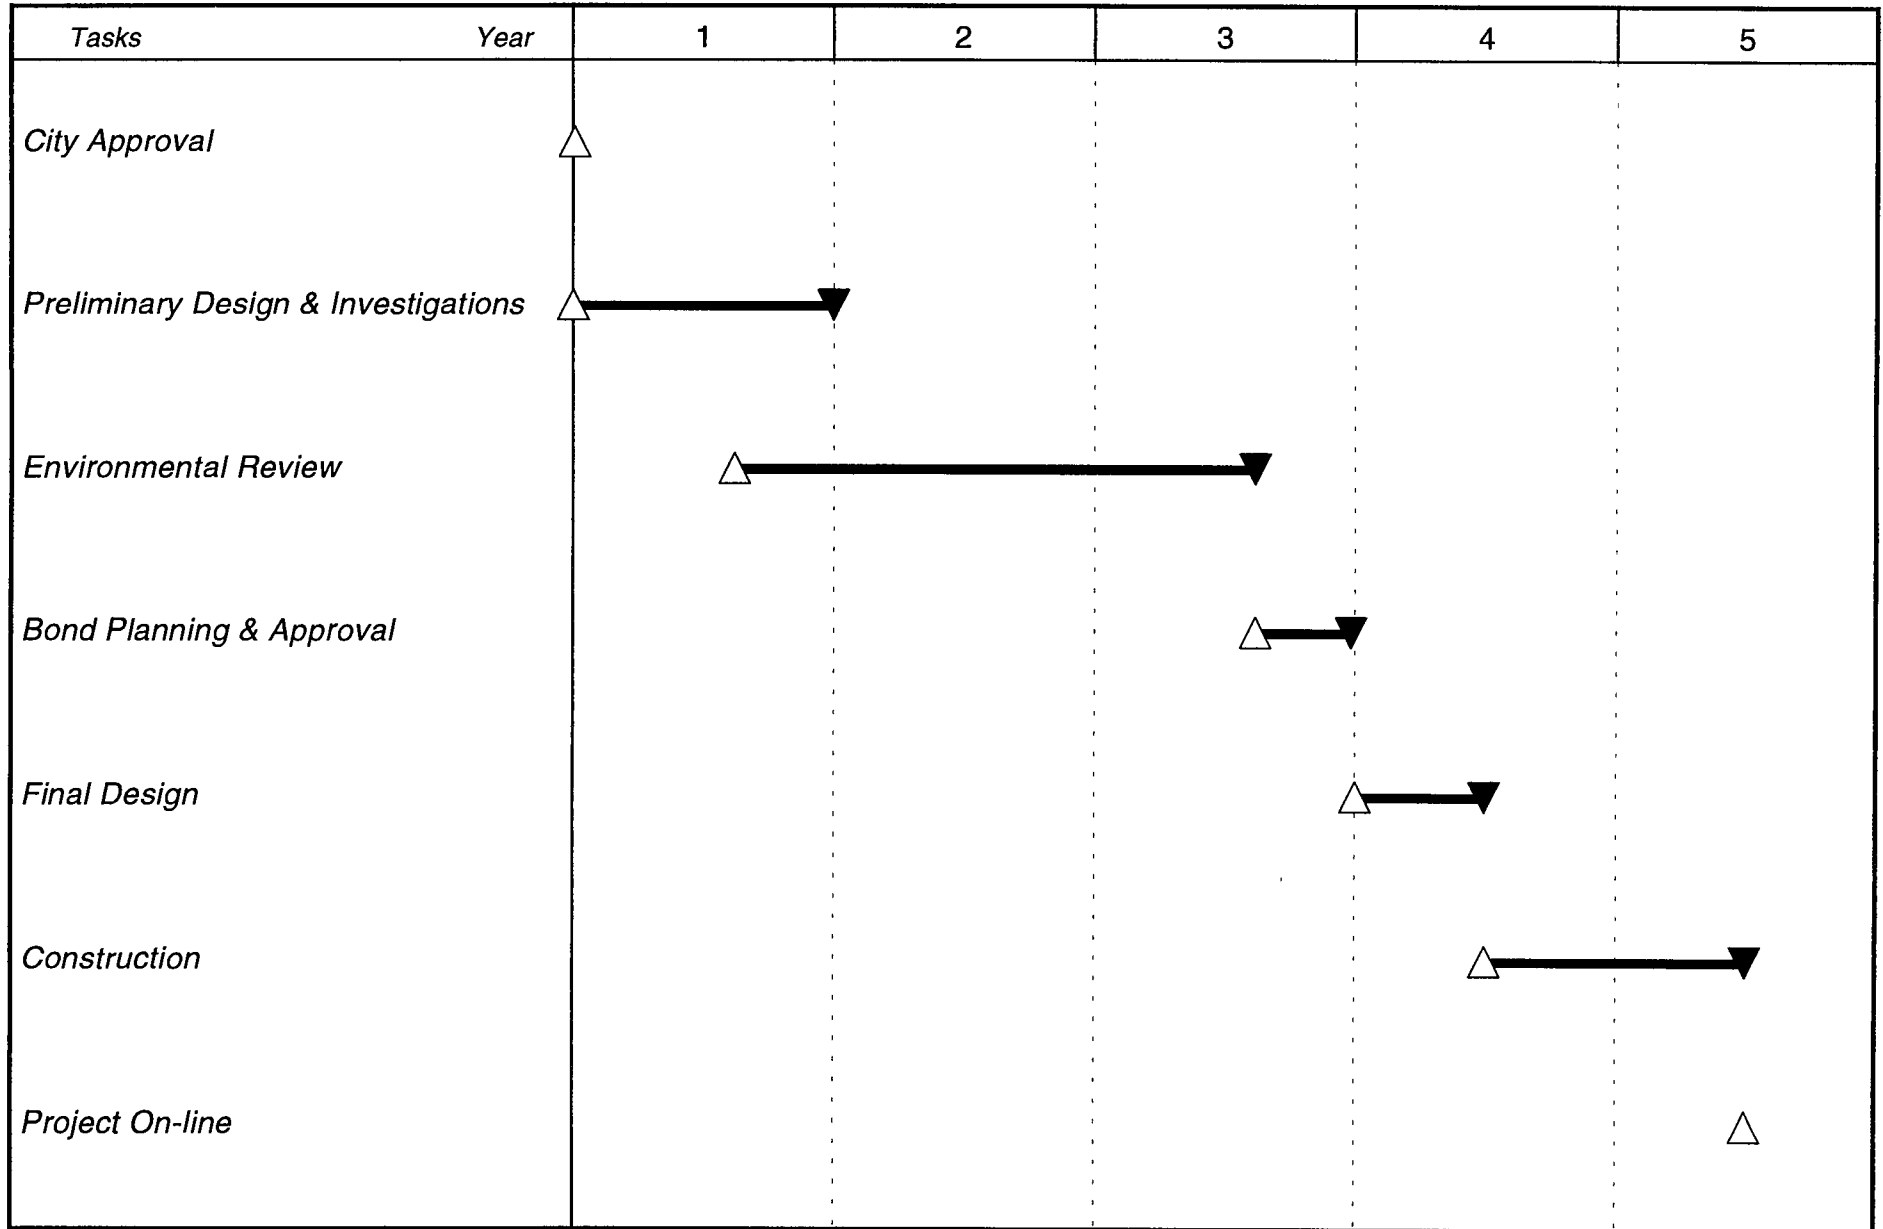 Tasks Year 1 2 3 4 5
City Approval
Preliminary Design & Investigations
Environmental Review
Bond Planning & Approval
Final Design
Construction
Project On-line